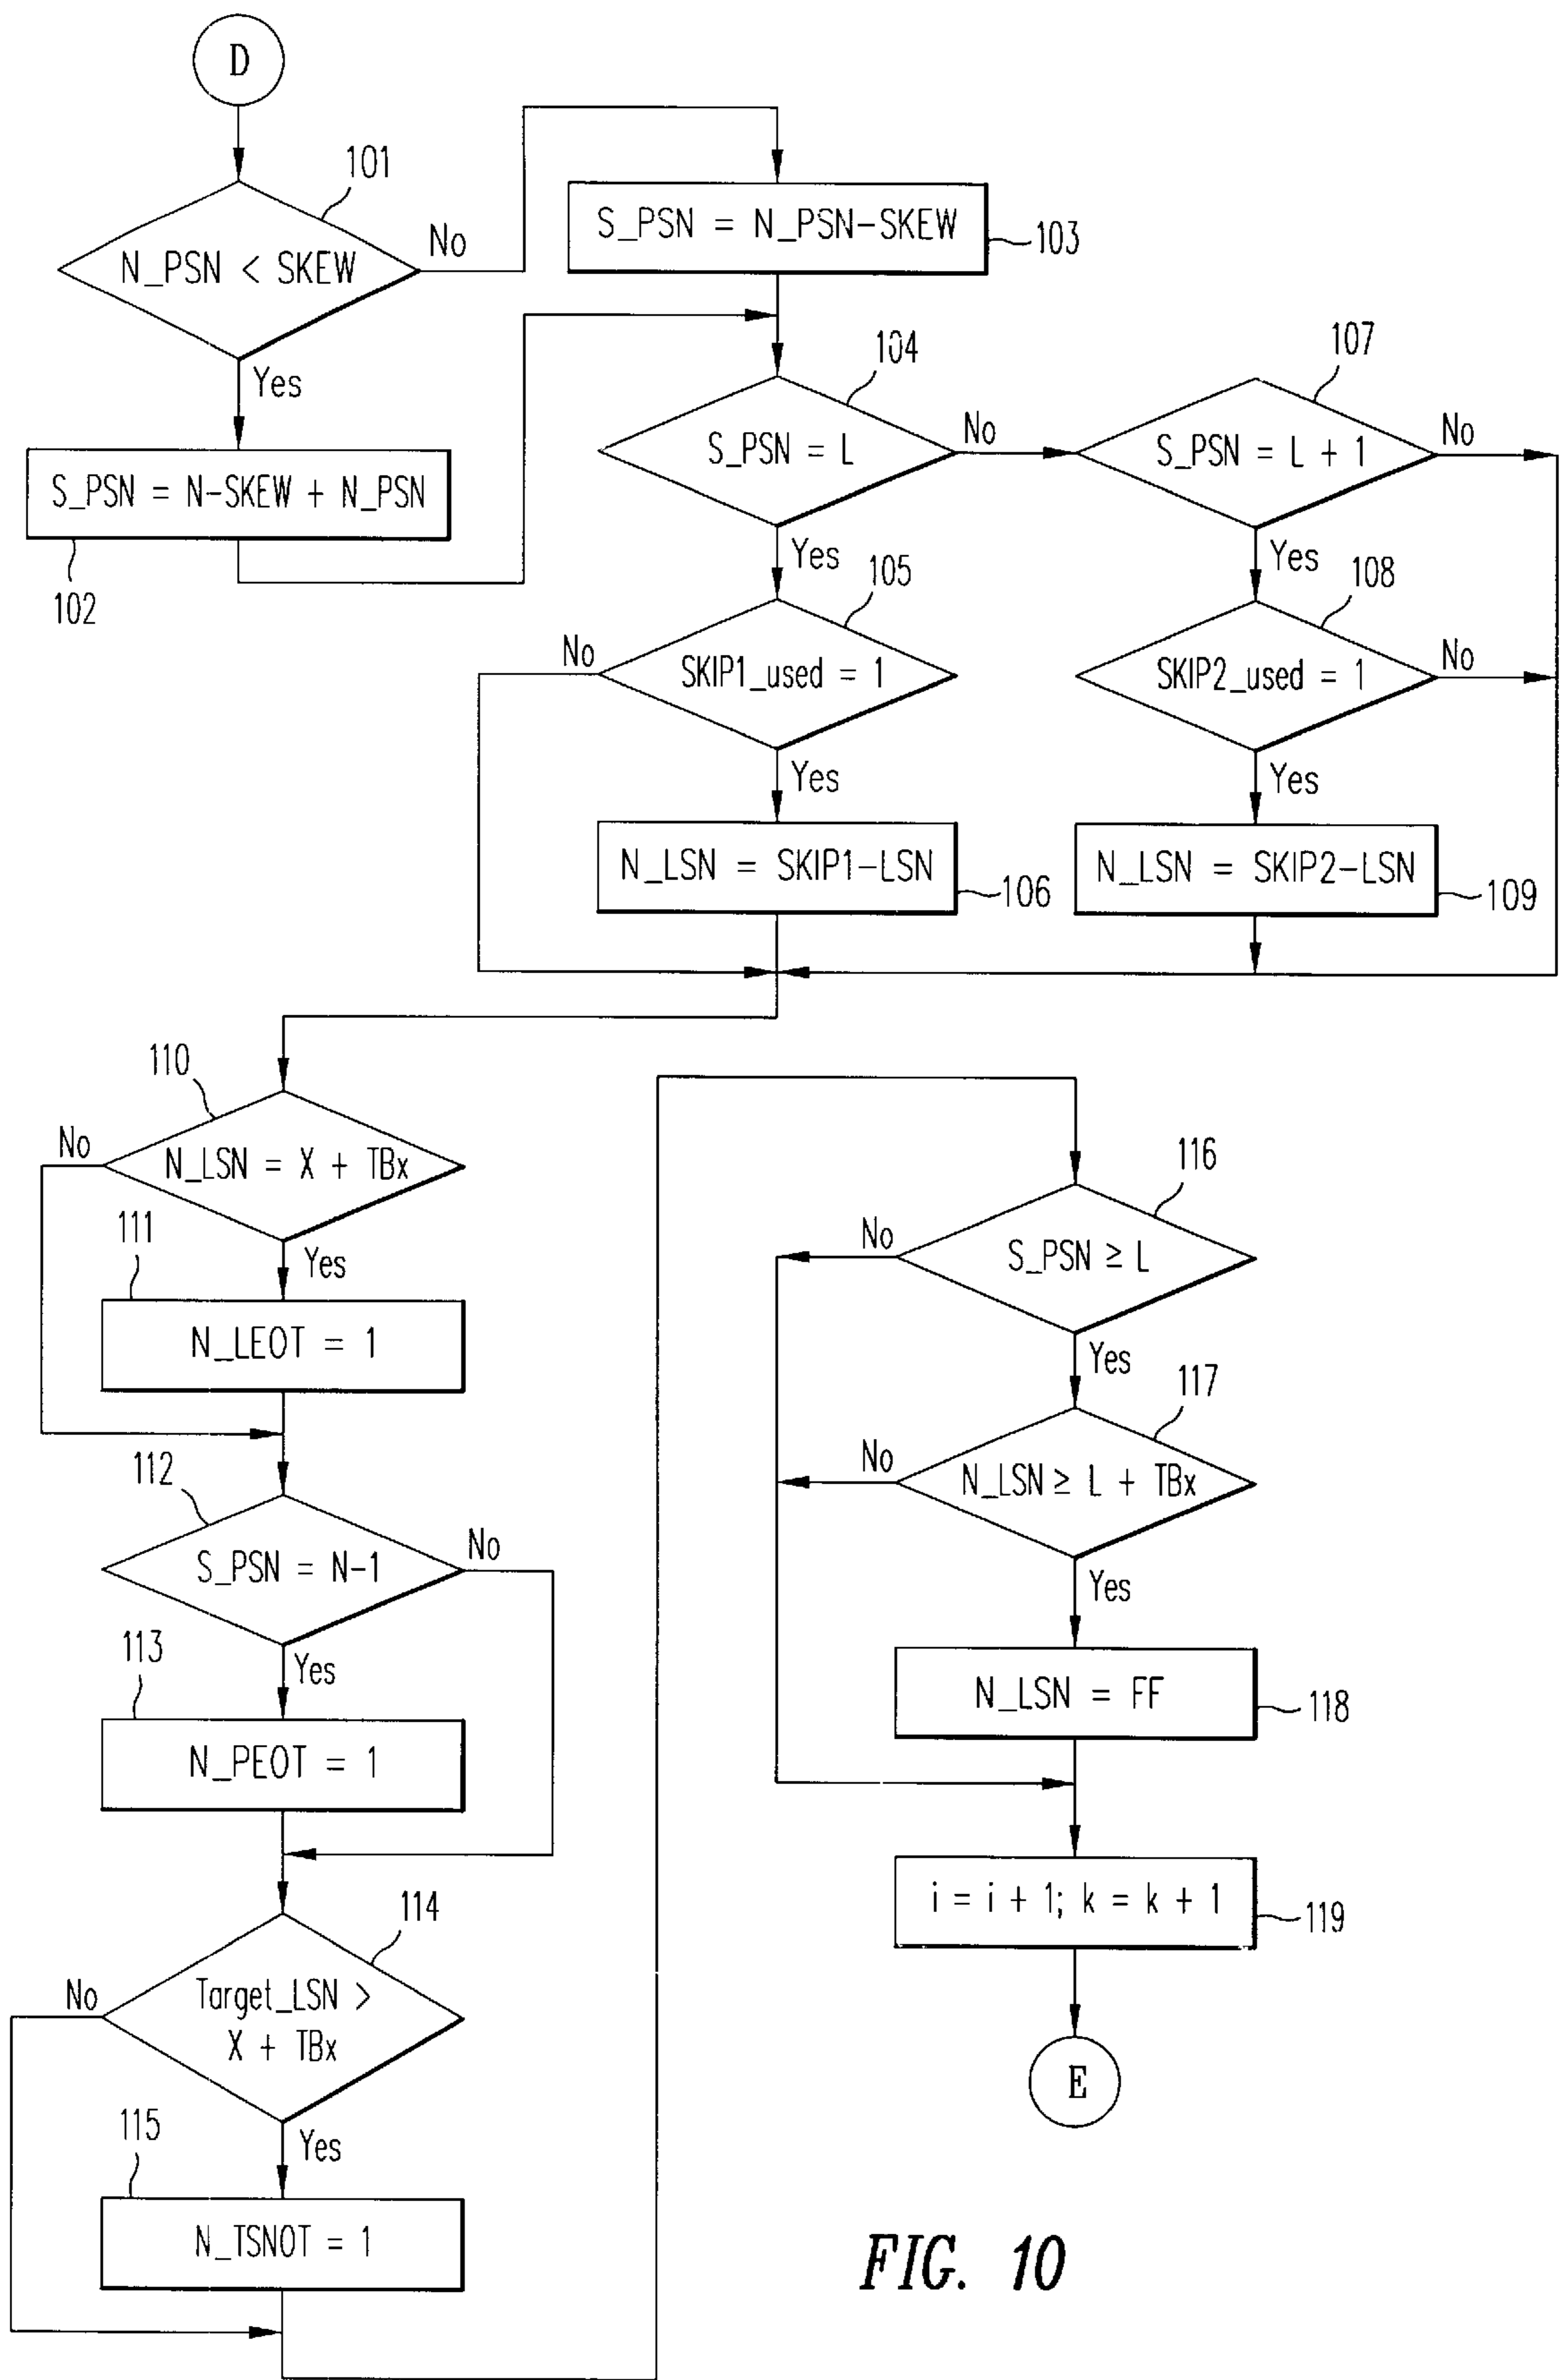 D
101
N_PSN < SKEW
No
Yes
S_PSN = N_PSN-SKEW
103
S_PSN = N-SKEW + N_PSN
102
104
S_PSN = L
No
Yes
107
S_PSN = L + 1
No
Yes
105
SKIP1_used = 1
No
Yes
108
SKIP2_used = 1
No
Yes
N_LSN = SKIP1-LSN
106
N_LSN = SKIP2-LSN
109
110
N_LSN = X + TBx
No
Yes
111
N_LEOT = 1
112
S_PSN = N-1
No
Yes
113
N_PEOT = 1
114
Target_LSN >
X + TBx
No
Yes
115
N_TSNOT = 1
116
S_PSN ≥ L
No
Yes
117
N_LSN ≥ L + TBx
No
Yes
N_LSN = FF
118
i = i + 1; k = k + 1
119
E
FIG. 10